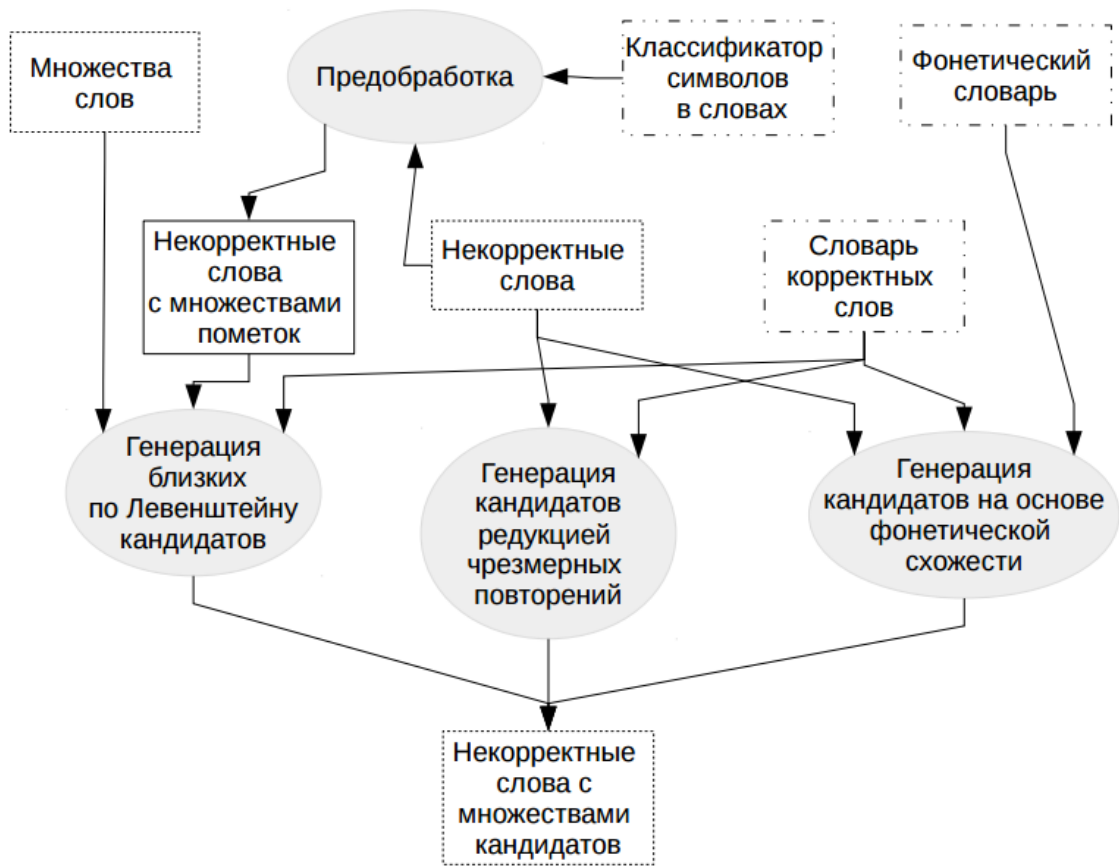 Множества
слов
Предобработка
Классификатор
символов
в словах
Фонетический
словарь
Некорректные
слова
с множествами
пометок
Некорректные
слова
Словарь
корректных
слов
Генерация
близких
по Левенштейну
кандидатов
Генерация
кандидатов
редукцией
чрезмерных
повторений
Генерация
кандидатов на основе
фонетической
схожести
Некорректные
слова с
множествами
кандидатов